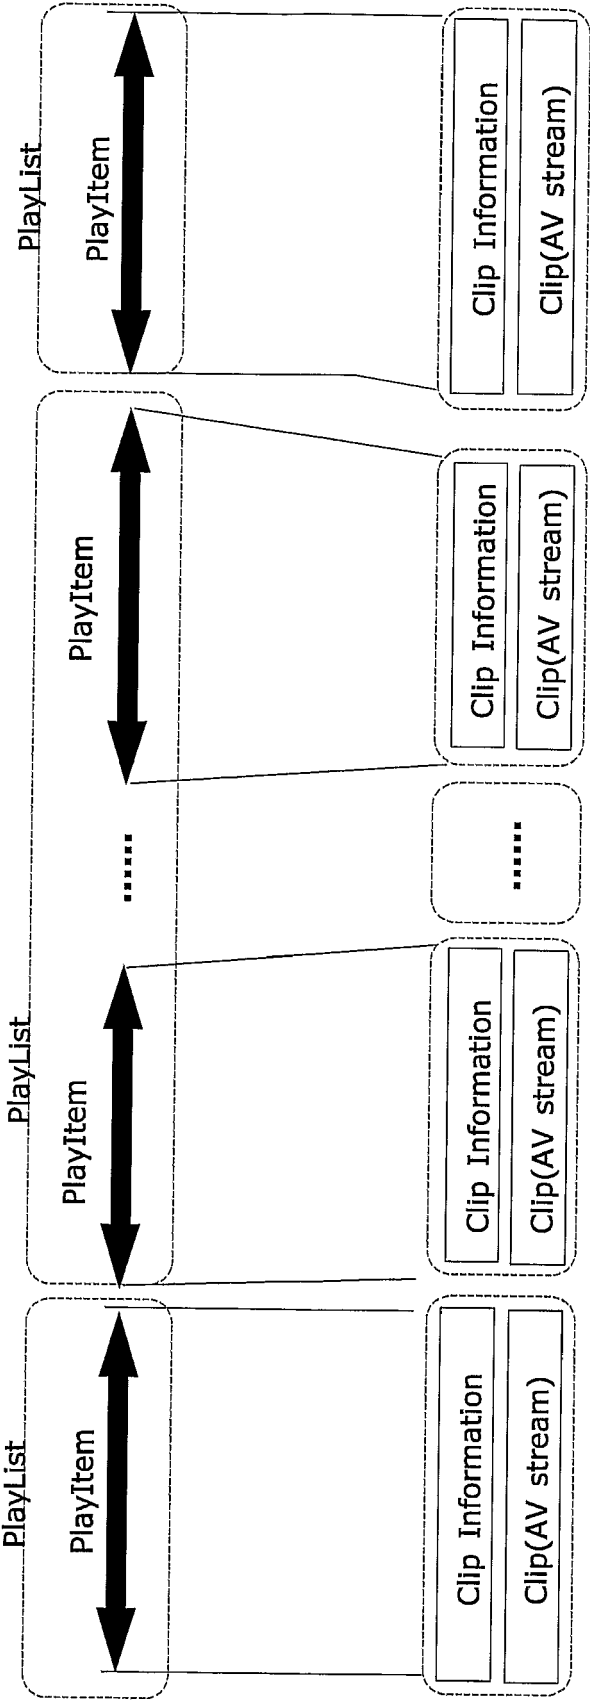 PlayList
PlayList
PlayList
PlayItem
PlayItem
......
PlayItem
PlayItem
Clip Information
Clip(AV stream)
Clip Information
Clip(AV stream)
......
Clip Information
Clip(AV stream)
Clip Information
Clip(AV stream)